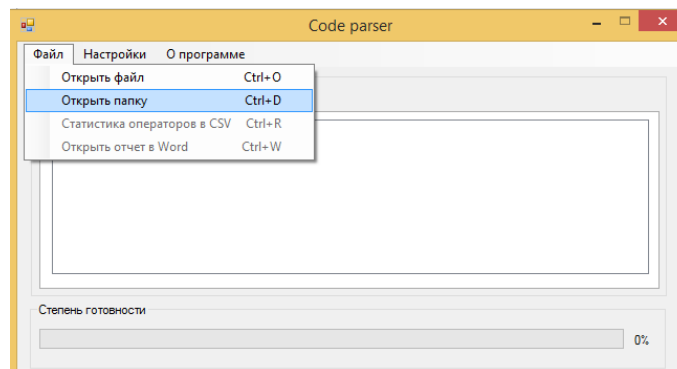 Code parser
Файл Настройки О программе
Открыть файл Ctrl+O
Открыть папку Ctrl+D
Статистика операторов в CSV Ctrl+R
Открыть отчет в Word Ctrl+W
Степень готовности
0%